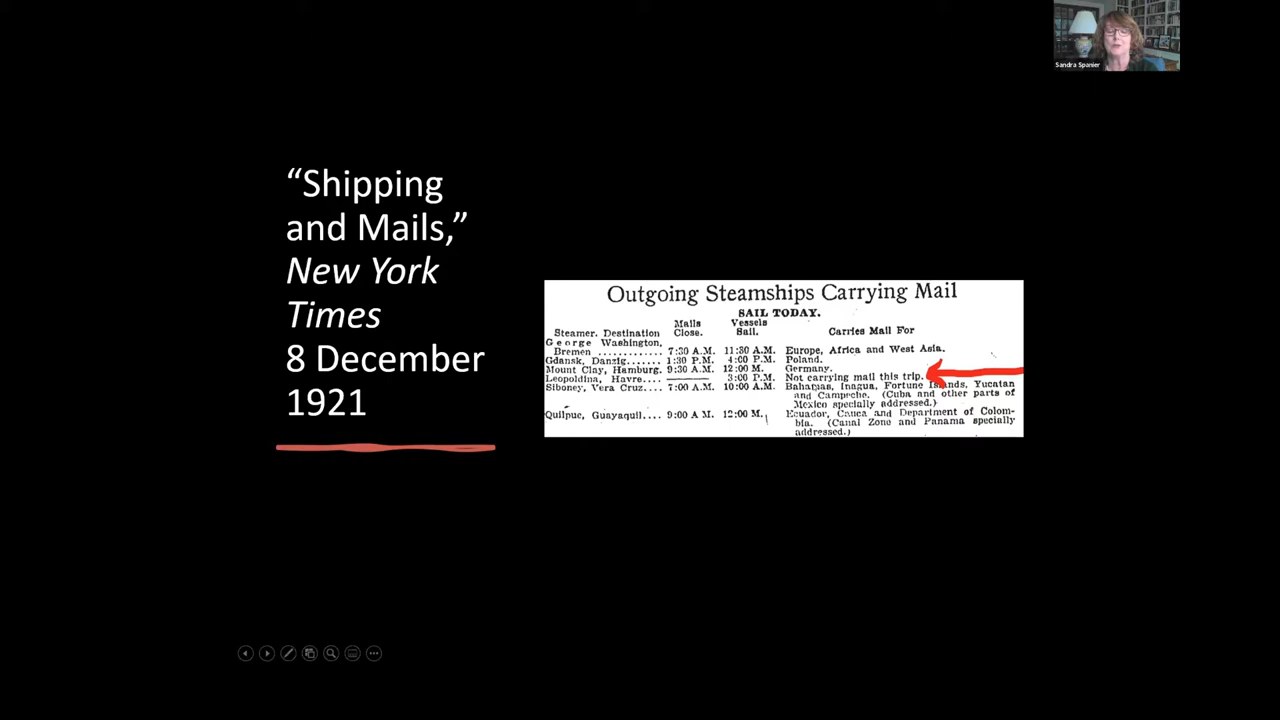 Sandra Spanier
“Shipping
and Mails,”
New York
Times
8 December
1921
Outgoing Steamships Carrying Mail
SAIL TODAY.
Steamer. Destination Mails Close. Vessels Sail. Carries Mail For
George Washington,
Bremen ............ 7:30 A.M. 11:30 A.M. Europe, Africa and West Asia.
Gdansk, Danzig....... 1:30 P.M. 4:00 P.M. Poland.
Mount Clay, Hamburg. 9:30 A.M. 12:00 M. Germany.
Leopoldina, Havre.... ——— 3:00 P.M. Not carrying mail this trip.
Siboney, Vera Cruz.... 7:00 A.M. 10:00 A.M. Bahamas, Inagua, Fortune Islands, Yucatan
and Campeche. (Cuba and other parts of
Mexico specially addressed.)
Quilpue, Guayaquil.... 9:00 A.M. 12:00 M. Ecuador, Cauca and Department of Colom-
bia. (Canal Zone and Panama specially
addressed.)